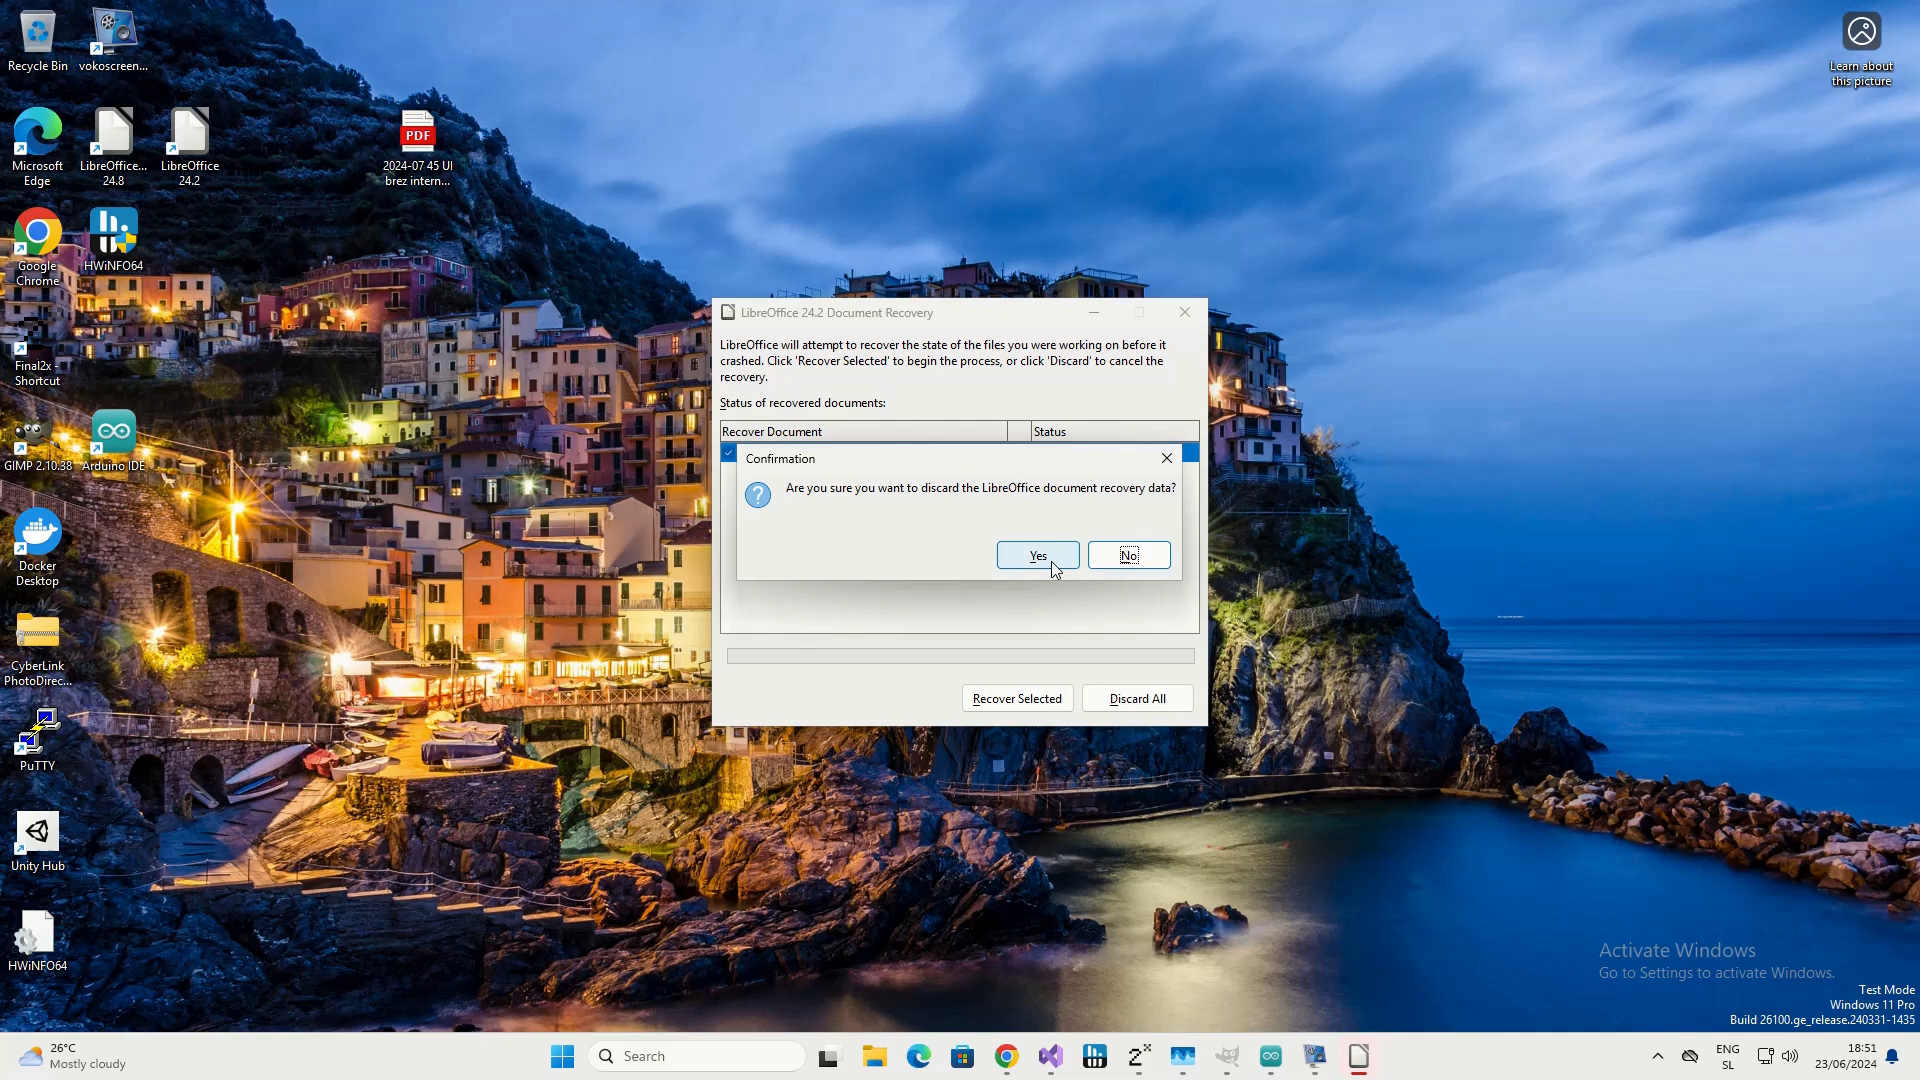 Recycle Bin
vokoscreen...
Learn about
this picture
Microsoft
Edge
LibreOffice...
24.8
LibreOffice
24.2
PDF
2024-07 45 UI
brez intern...
Google
Chrome
HWiNFO64
Final2x -
Shortcut
GIMP 2.10.38
Arduino IDE
Docker
Desktop
CyberLink
PhotoDirec...
PuTTY
Unity Hub
HWiNFO64
LibreOffice 24.2 Document Recovery
LibreOffice will attempt to recover the state of the files you were working on before it
crashed. Click 'Recover Selected' to begin the process, or click 'Discard' to cancel the
recovery.
Status of recovered documents:
Recover Document
Status
Confirmation
Are you sure you want to discard the LibreOffice document recovery data?
Yes
No
Recover Selected
Discard All
Activate Windows
Go to Settings to activate Windows.
Test Mode
Windows 11 Pro
Build 26100.ge_release.240331-1435
26°C
Mostly cloudy
Search
ENG
SL
18:51
23/06/2024